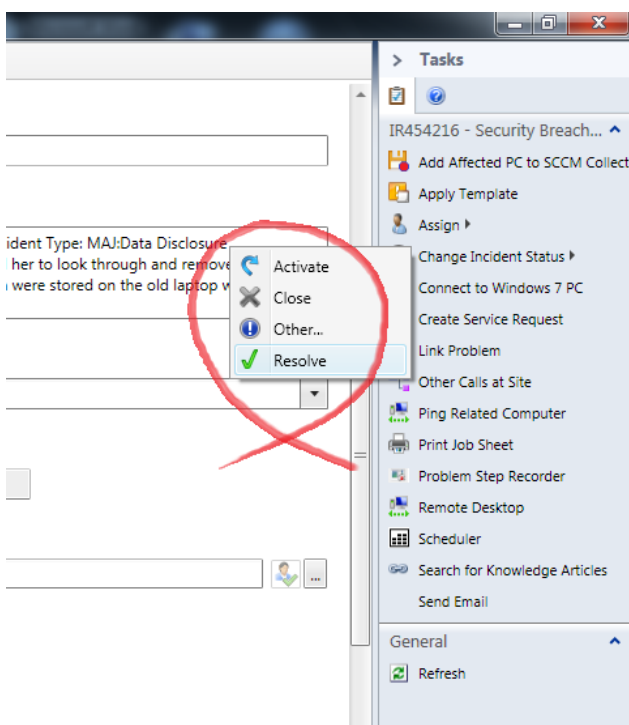 Tasks
IR454216 - Security Breach...
Add Affected PC to SCCM Collect
Apply Template
Assign
Change Incident Status
Connect to Windows 7 PC
Create Service Request
Link Problem
Other Calls at Site
Ping Related Computer
Print Job Sheet
Problem Step Recorder
Remote Desktop
Scheduler
Search for Knowledge Articles
Send Email
General
Refresh
ident Type: MAJ:Data Disclosure
her to look through and remove
were stored on the old laptop w
Activate
Close
Other...
Resolve
...